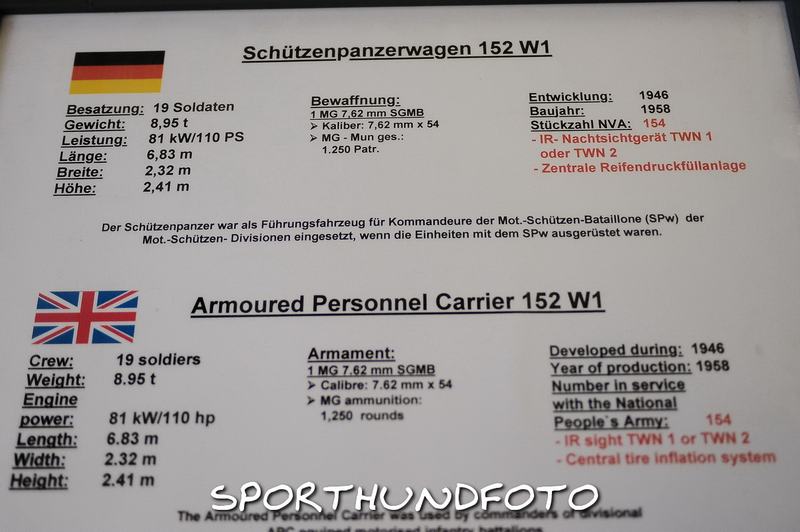 Schützenpanzerwagen 152 W1
Besatzung: 19 Soldaten
Gewicht: 8,95 t
Leistung: 81 kW/110 PS
Länge: 6,83 m
Breite: 2,32 m
Höhe: 2,41 m
Bewaffnung:
1 MG 7,62 mm SGMB
➢ Kaliber: 7,62 mm x 54
➢ MG - Mun ges.:
1.250 Patr.
Entwicklung: 1946
Baujahr: 1958
Stückzahl NVA: 154
- IR- Nachtsichtgerät TWN 1
oder TWN 2
- Zentrale Reifendruckfüllanlage
Der Schützenpanzer war als Führungsfahrzeug für Kommandeure der Mot.-Schützen-Bataillone (SPw) der
Mot.-Schützen- Divisionen eingesetzt, wenn die Einheiten mit dem SPw ausgerüstet waren.
Armoured Personnel Carrier 152 W1
Crew: 19 soldiers
Weight: 8.95 t
Engine
power: 81 kW/110 hp
Length: 6.83 m
Width: 2.32 m
Height: 2.41 m
Armament:
1 MG 7.62 mm SGMB
➢ Calibre: 7.62 mm x 54
➢ MG ammunition:
1,250 rounds
Developed during: 1946
Year of production: 1958
Number in service
with the National
People`s Army: 154
- IR sight TWN 1 or TWN 2
- Central tire inflation system
SPORTHUNDFOTO
The Armoured Personnel Carrier was used by commanders of divisional
APC equiped motorised infantry battallions